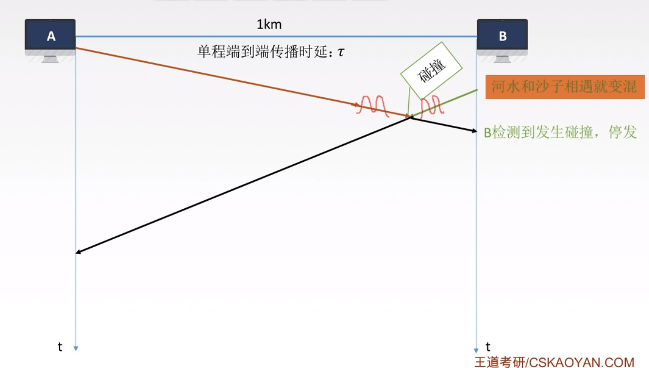 1km
A
B
单程端到端传播时延：τ
碰撞
河水和沙子相遇就变混
B检测到发生碰撞，停发
t
t
王道考研/CSKAOYAN.COM